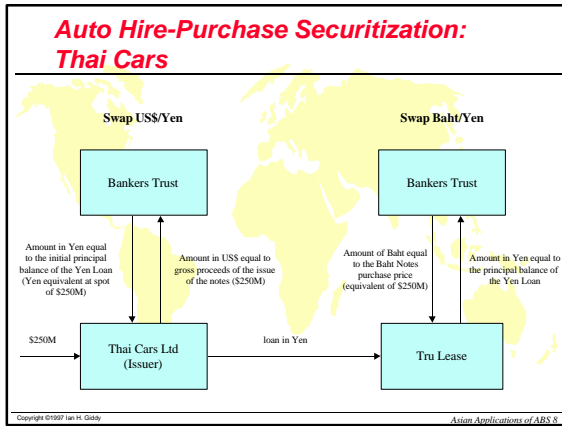 Auto Hire-Purchase Securitization:
Thai Cars
Swap US$/Yen
Swap Baht/Yen
Bankers Trust
Bankers Trust
Amount in Yen equal
to the initial principal
balance of the Yen Loan
(Yen equivalent at spot
of $250M)
Amount in US$ equal to
gross proceeds of the issue
of the notes ($250M)
Amount of Baht equal
to the Baht Notes
purchase price
(equivalent of $250M)
Amount in Yen equal to
the principal balance of
the Yen Loan
$250M
Thai Cars Ltd
(Issuer)
loan in Yen
Tru Lease
Copyright ©1997 Ian H. Giddy
Asian Applications of ABS 8